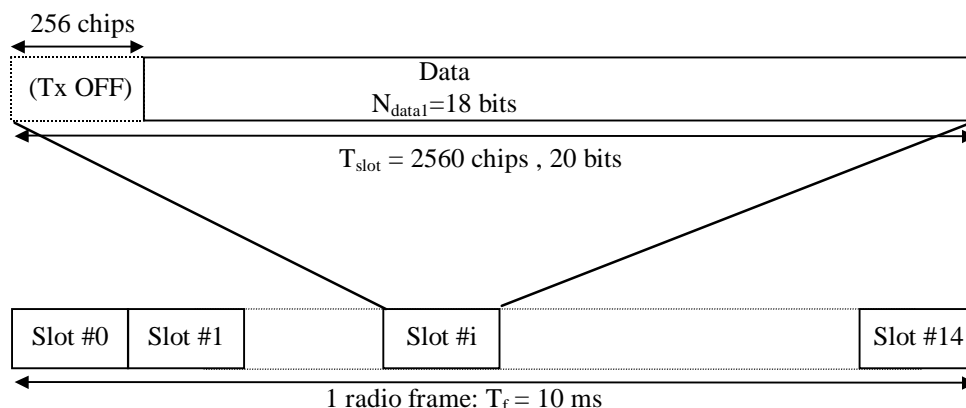 256 chips
(Tx OFF)
Data
Ndata1=18 bits
Tslot = 2560 chips , 20 bits
Slot #0
Slot #1
Slot #i
Slot #14
1 radio frame: Tf = 10 ms